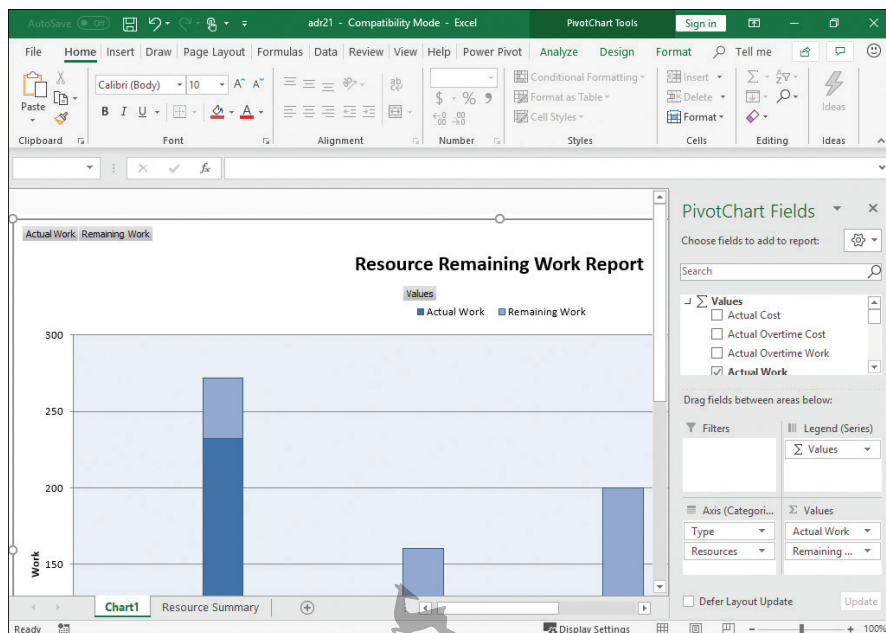 AutoSave Off adr21 - Compatibility Mode - Excel PivotChart Tools Sign in
File Home Insert Draw Page Layout Formulas Data Review View Help Power Pivot Analyze Design Format Tell me
Calibri (Body) 10 A A ab Conditional Formatting Insert Σ
Paste B I U A $ % 9 Format as Table Delete Ideas
Cell Styles Format
Clipboard Font Alignment Number Styles Cells Editing Ideas
fx
PivotChart Fields
Actual Work Remaining Work
Choose fields to add to report:
Resource Remaining Work Report
Search
Values
Actual Work Remaining Work
Σ Values
Actual Cost
Actual Overtime Cost
Actual Overtime Work
Actual Work
300
250
200
150
Work
Drag fields between areas below:
Filters Legend (Series)
Σ Values
Axis (Categori... Σ Values
Type Actual Work
Resources Remaining ...
Chart1 Resource Summary
Defer Layout Update Update
Ready Display Settings 100%